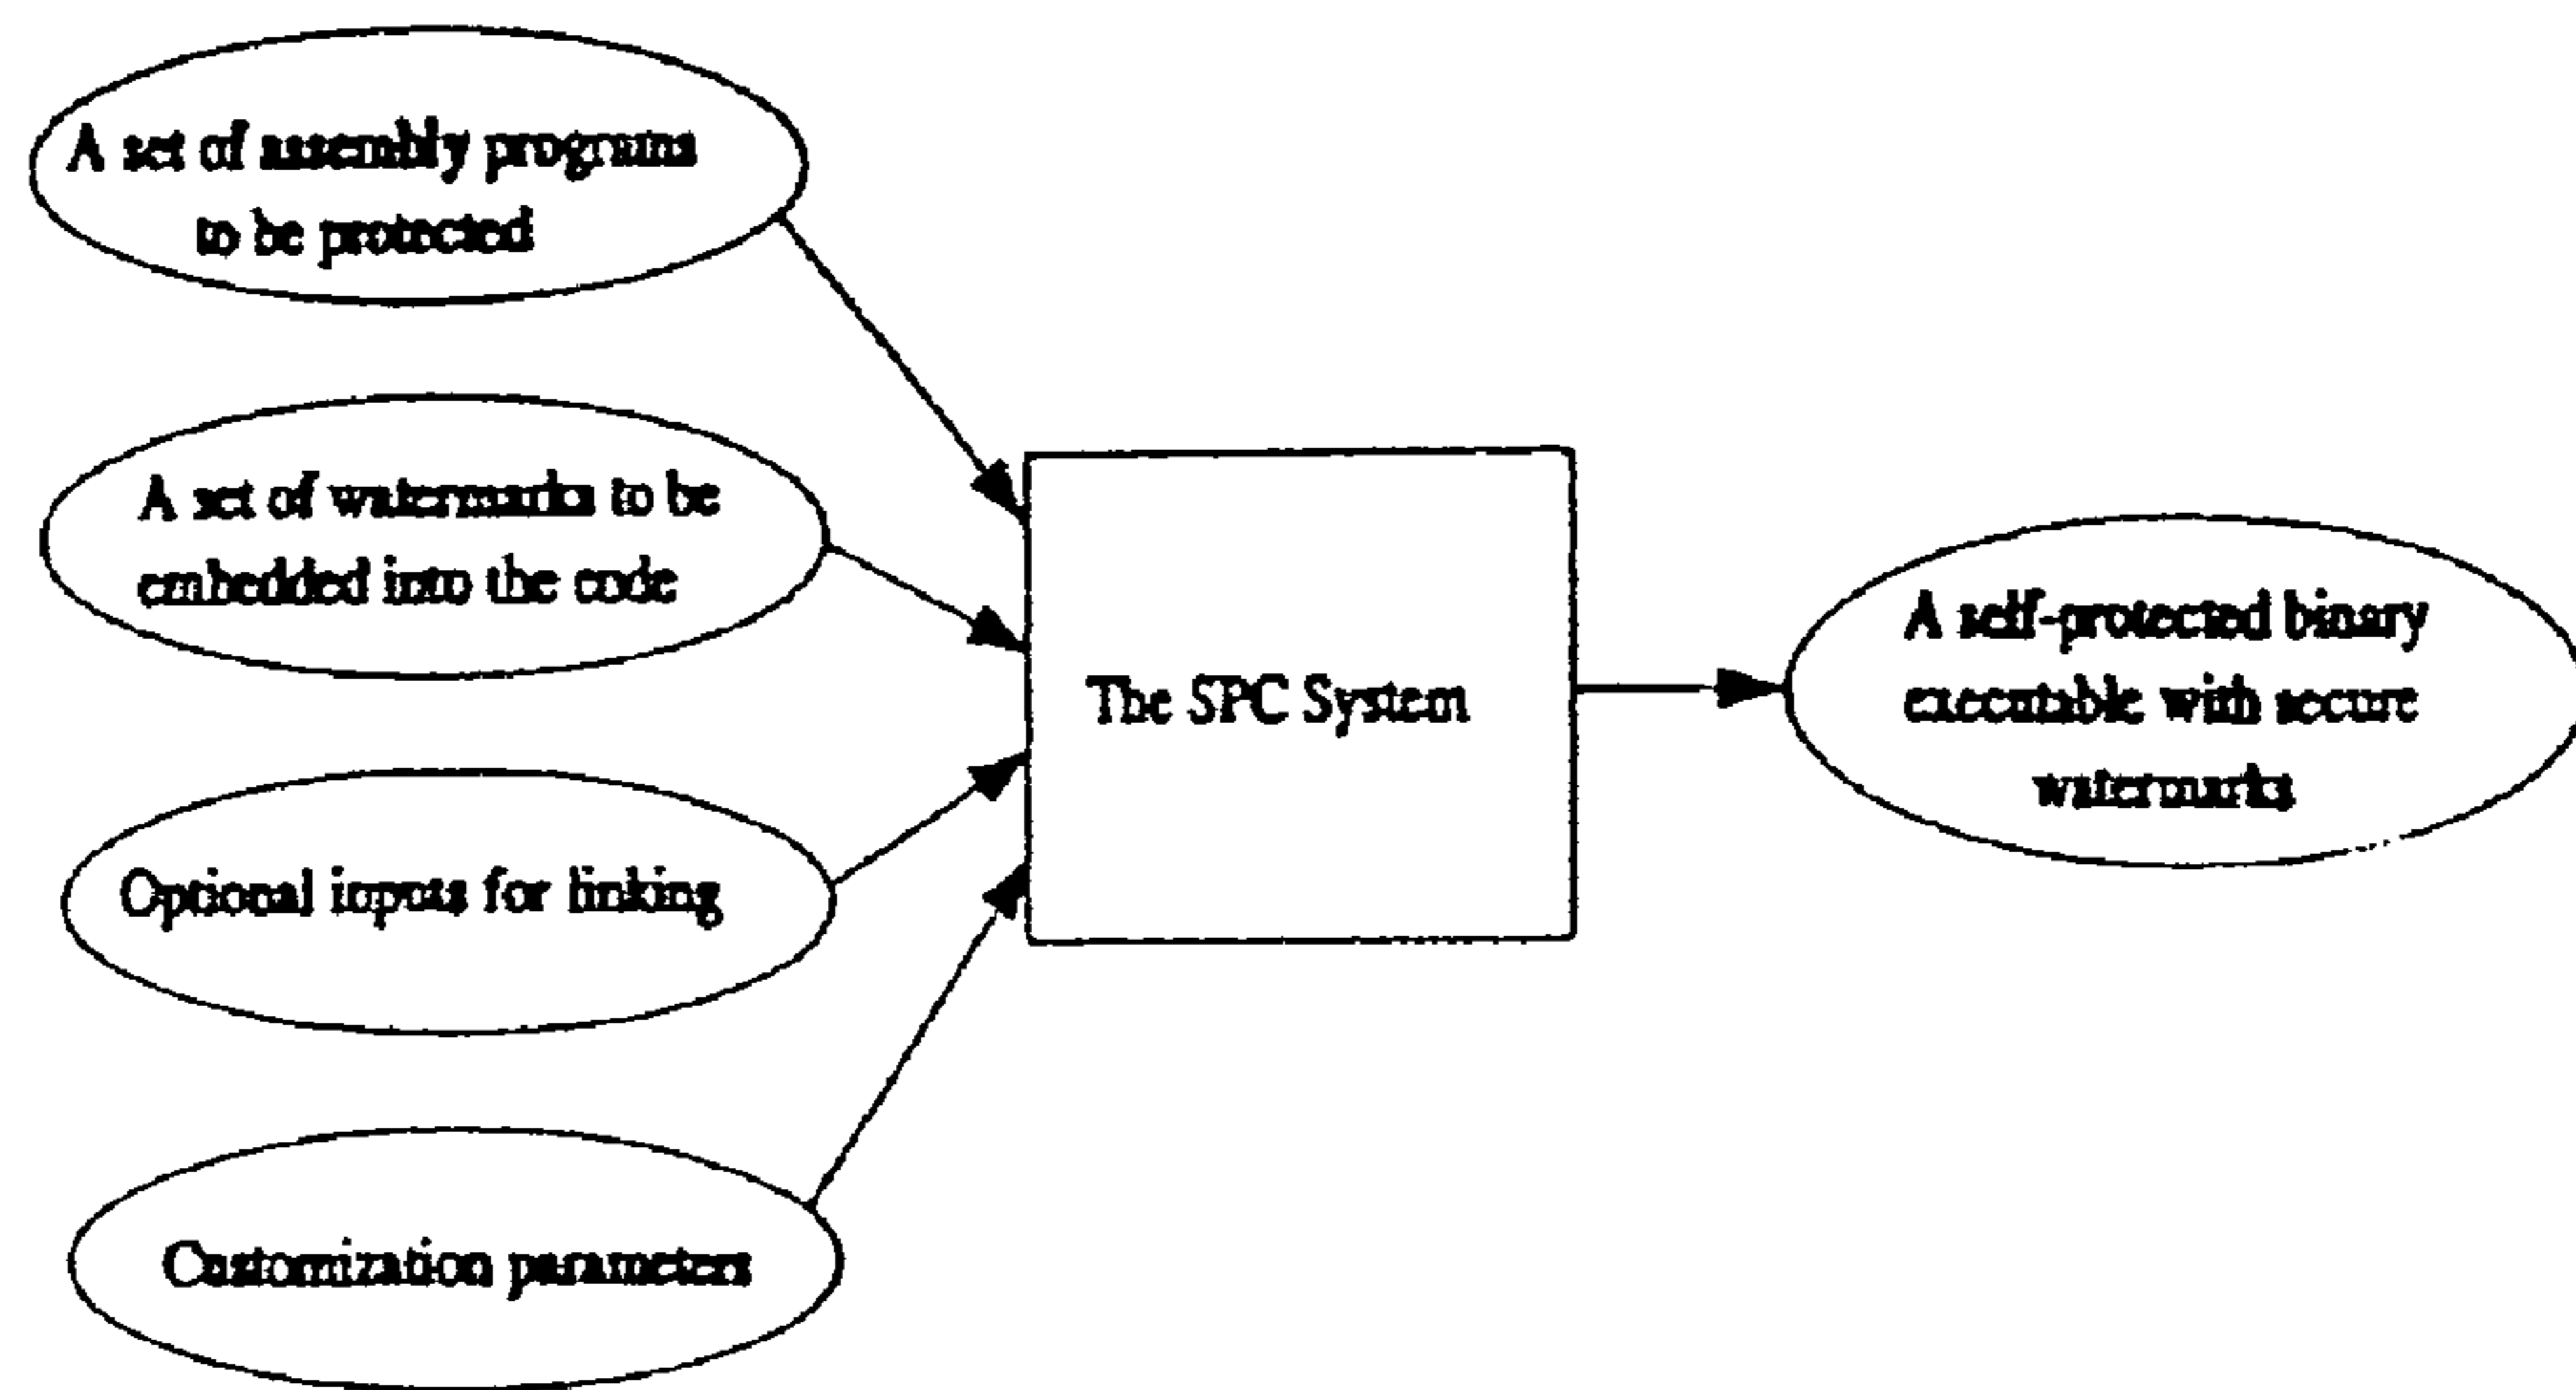 A set of assembly programs
to be protected
A set of watermarks to be
embedded into the code
Optional inputs for linking
Customization parameters
The SPC System
A self-protected binary
executable with secure
watermarks